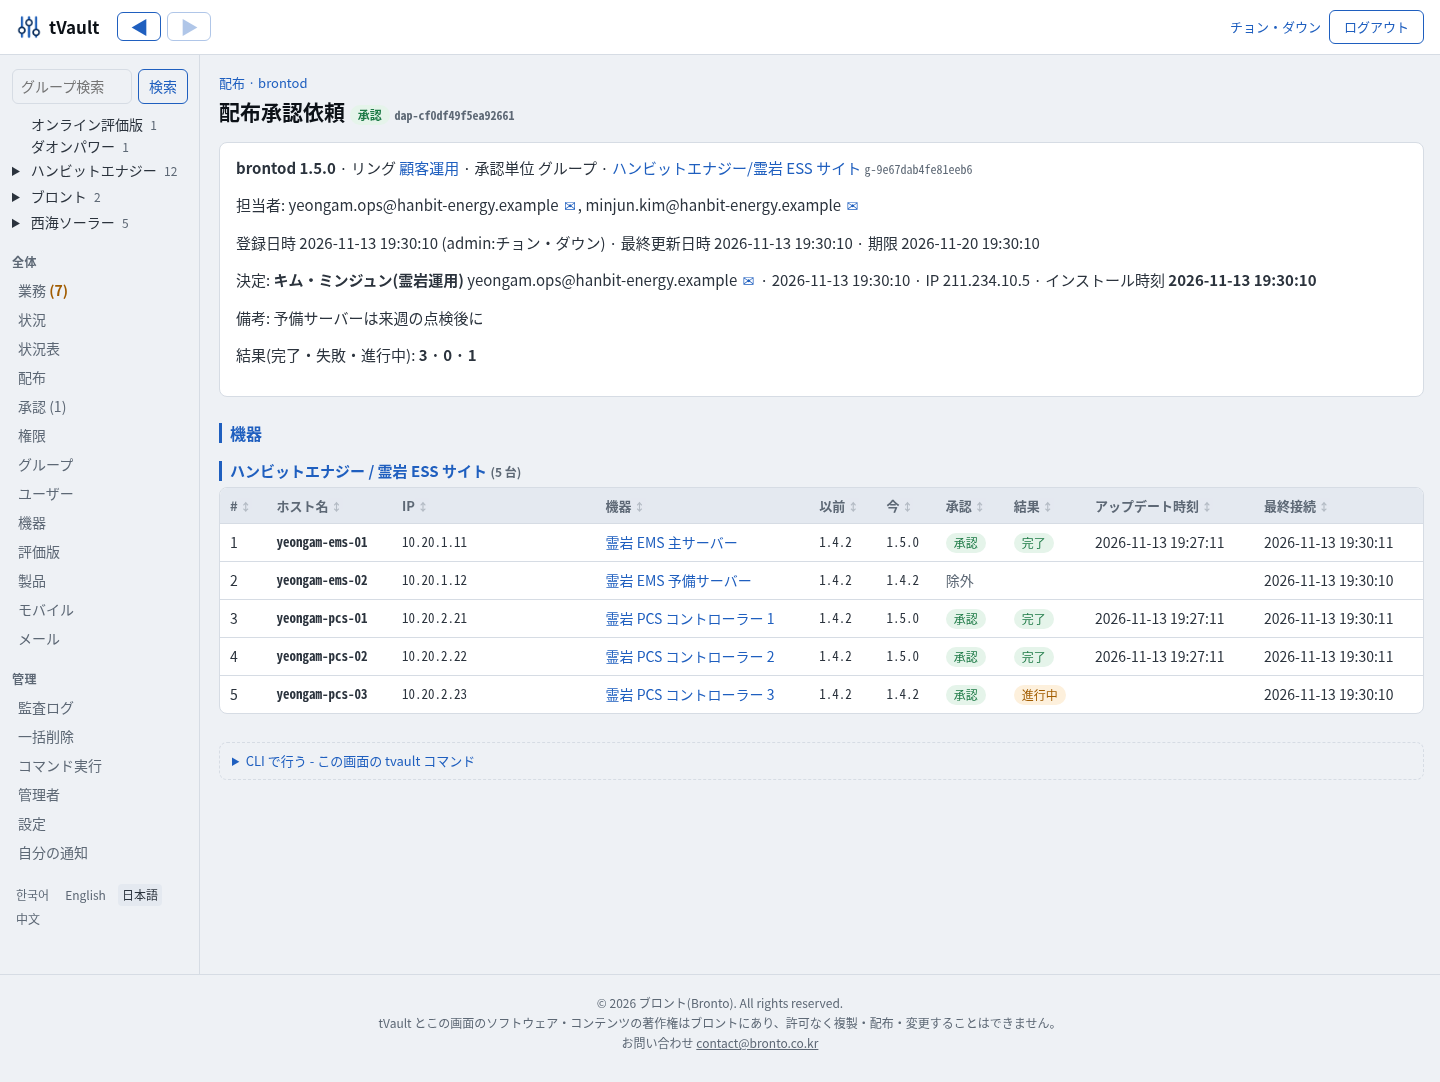 tVault ◀ ▶ チョン・ダウン ログアウト
グループ検索 検索
オンライン評価版 1
ダオンパワー 1
▶ ハンビットエナジー 12
▶ ブロント 2
▶ 西海ソーラー 5
全体
業務 (7)
状況
状況表
配布
承認 (1)
権限
グループ
ユーザー
機器
評価版
製品
モバイル
メール
管理
監査ログ
一括削除
コマンド実行
管理者
設定
自分の通知
한국어 English 日本語
中文
配布 · brontod
配布承認依頼 承認 dap-cf0df49f5ea92661
brontod 1.5.0 · リング 顧客運用 · 承認単位 グループ · ハンビットエナジー/霊岩 ESS サイト g-9e67dab4fe81eeb6
担当者: yeongam.ops@hanbit-energy.example ✉, minjun.kim@hanbit-energy.example ✉
登録日時 2026-11-13 19:30:10 (admin:チョン・ダウン) · 最終更新日時 2026-11-13 19:30:10 · 期限 2026-11-20 19:30:10
決定: キム・ミンジュン(霊岩運用) yeongam.ops@hanbit-energy.example ✉ · 2026-11-13 19:30:10 · IP 211.234.10.5 · インストール時刻 2026-11-13 19:30:10
備考: 予備サーバーは来週の点検後に
結果(完了・失敗・進行中): 3 · 0 · 1
機器
ハンビットエナジー / 霊岩 ESS サイト (5 台)
# ↕ ホスト名 ↕ IP ↕ 機器 ↕ 以前 ↕ 今 ↕ 承認 ↕ 結果 ↕ アップデート時刻 ↕ 最終接続 ↕
1 yeongam-ems-01 10.20.1.11 霊岩 EMS 主サーバー 1.4.2 1.5.0 承認 完了 2026-11-13 19:27:11 2026-11-13 19:30:11
2 yeongam-ems-02 10.20.1.12 霊岩 EMS 予備サーバー 1.4.2 1.4.2 除外 2026-11-13 19:30:10
3 yeongam-pcs-01 10.20.2.21 霊岩 PCS コントローラー 1 1.4.2 1.5.0 承認 完了 2026-11-13 19:27:11 2026-11-13 19:30:11
4 yeongam-pcs-02 10.20.2.22 霊岩 PCS コントローラー 2 1.4.2 1.5.0 承認 完了 2026-11-13 19:27:11 2026-11-13 19:30:11
5 yeongam-pcs-03 10.20.2.23 霊岩 PCS コントローラー 3 1.4.2 1.4.2 承認 進行中 2026-11-13 19:30:10
▶ CLI で行う - この画面の tvault コマンド
© 2026 ブロント(Bronto). All rights reserved.
tVault とこの画面のソフトウェア・コンテンツの著作権はブロントにあり、許可なく複製・配布・変更することはできません。
お問い合わせ contact@bronto.co.kr